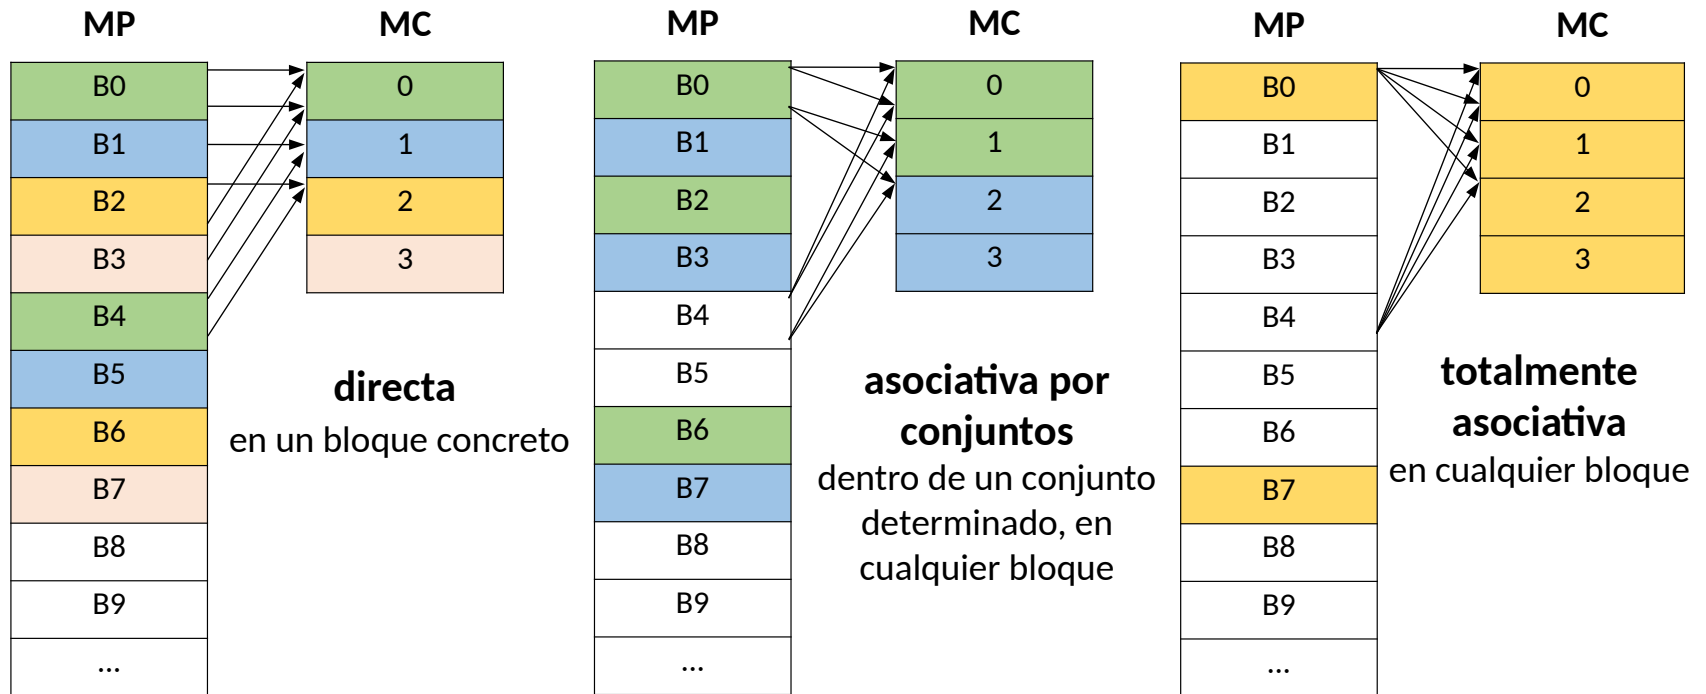 MP
MC
B0
B1
B2
B3
B4
B5
B6
B7
B8
B9
...
0
1
2
3
directa
en un bloque concreto
MP
MC
B0
B1
B2
B3
B4
B5
B6
B7
B8
B9
...
0
1
2
3
asociativa por
conjuntos
dentro de un conjunto
determinado, en
cualquier bloque
MP
MC
B0
B1
B2
B3
B4
B5
B6
B7
B8
B9
...
0
1
2
3
totalmente
asociativa
en cualquier bloque